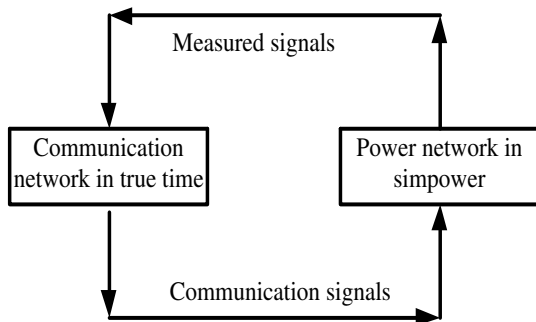 Measured signals
Communication
network in true time
Power network in
simpower
Communication signals